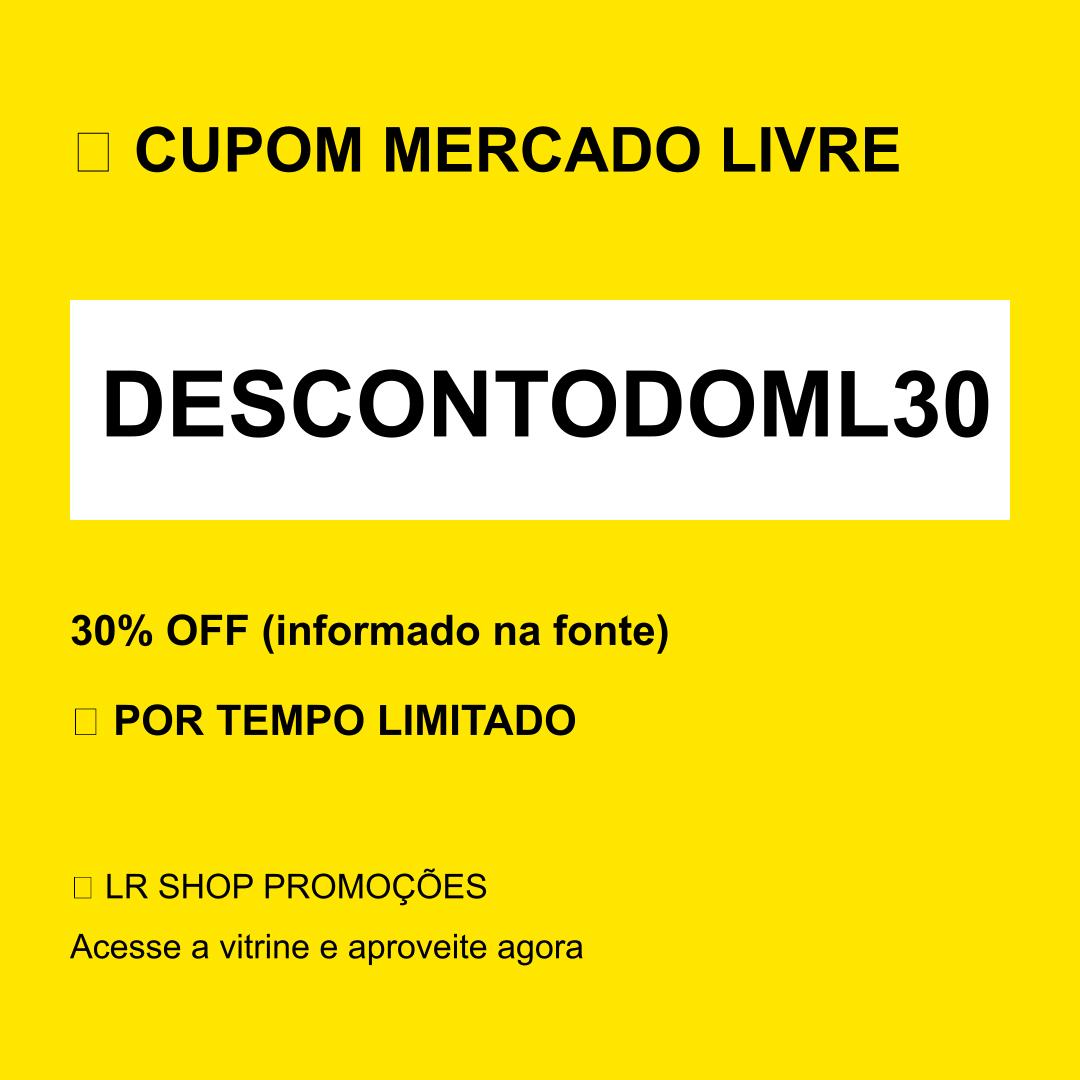 CUPOM MERCADO LIVRE
DESCONTODOML30
30% OFF (informado na fonte)
POR TEMPO LIMITADO
LR SHOP PROMOÇÕES
Acesse a vitrine e aproveite agora